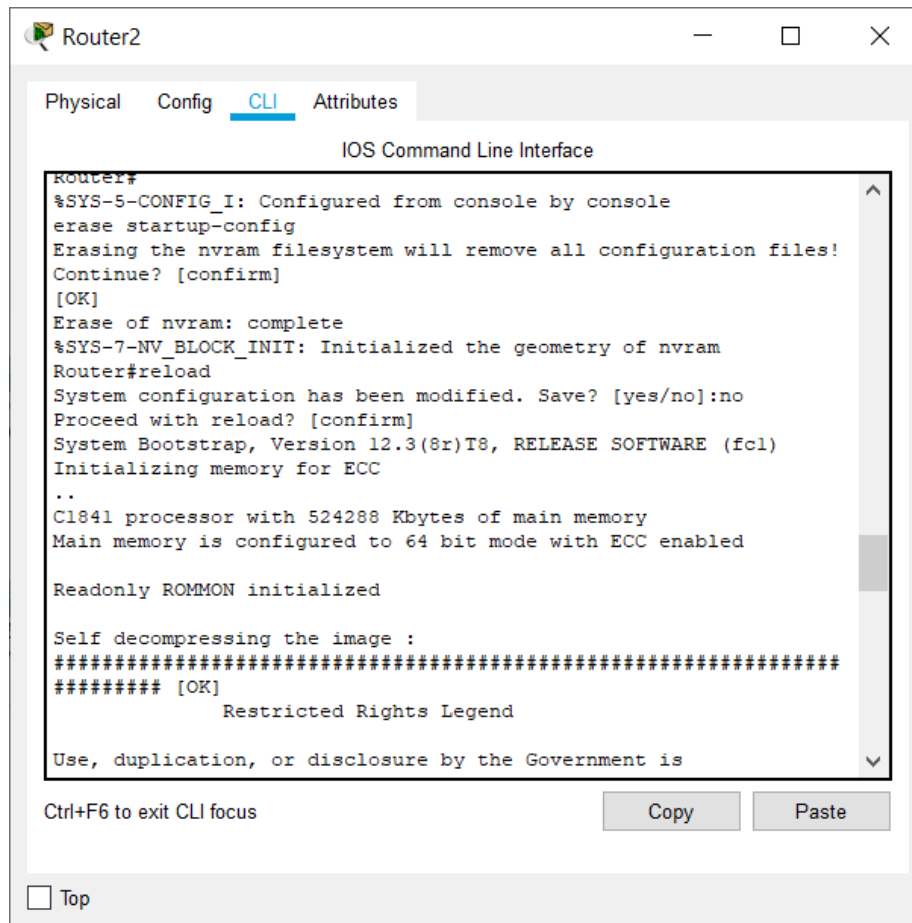 Router2
Physical Config CLI Attributes
IOS Command Line Interface
Router#
%SYS-5-CONFIG_I: Configured from console by console
erase startup-config
Erasing the nvram filesystem will remove all configuration files!
Continue? [confirm]
[OK]
Erase of nvram: complete
%SYS-7-NV_BLOCK_INIT: Initialized the geometry of nvram
Router#reload
System configuration has been modified. Save? [yes/no]:no
Proceed with reload? [confirm]
System Bootstrap, Version 12.3(8r)T8, RELEASE SOFTWARE (fc1)
Initializing memory for ECC
..
C1841 processor with 524288 Kbytes of main memory
Main memory is configured to 64 bit mode with ECC enabled
Readonly ROMMON initialized
Self decompressing the image :
#################################################################
######### [OK]
Restricted Rights Legend
Use, duplication, or disclosure by the Government is
Ctrl+F6 to exit CLI focus
Copy Paste
Top